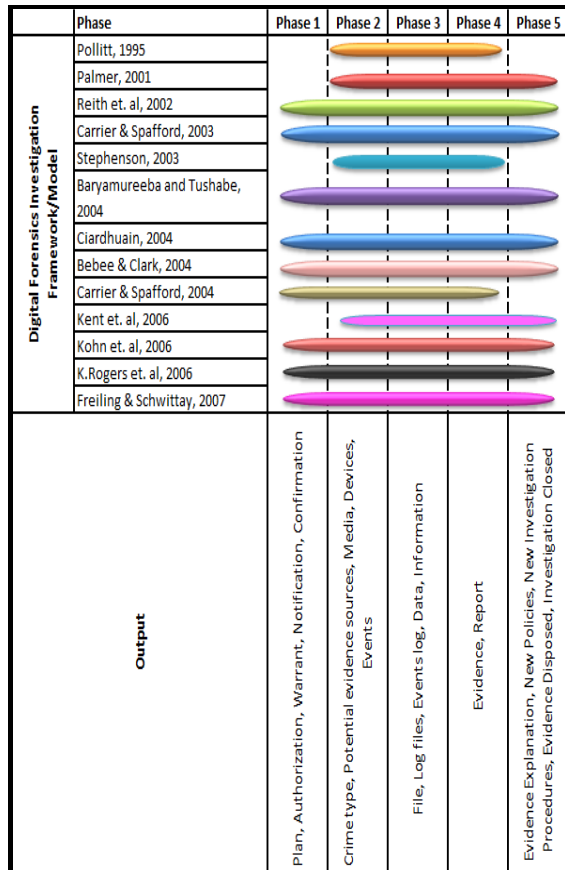 Phase Phase 1 Phase 2 Phase 3 Phase 4 Phase 5
Digital Forensics Investigation
Framework/Model
Pollitt, 1995
Palmer, 2001
Reith et. al, 2002
Carrier & Spafford, 2003
Stephenson, 2003
Baryamureeba and Tushabe,
2004
Ciardhuain, 2004
Bebee & Clark, 2004
Carrier & Spafford, 2004
Kent et. al, 2006
Kohn et. al, 2006
K.Rogers et. al, 2006
Freiling & Schwittay, 2007
Output
Plan, Authorization, Warrant, Notification, Confirmation
Crime type, Potential evidence sources, Media, Devices,
Events
File, Log files, Events log, Data, Information
Evidence, Report
Evidence Explanation, New Policies, New Investigation
Procedures, Evidence Disposed, Investigation Closed